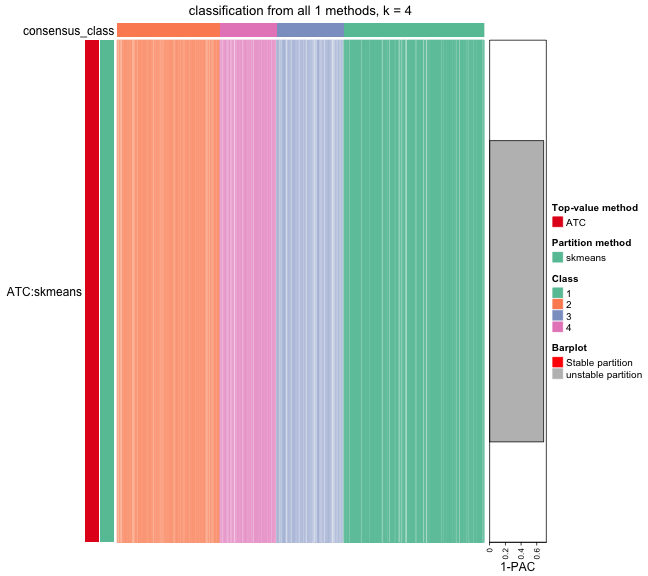 classification from all 1 methods, k = 4
consensus_class
ATC:skmeans
Top-value method
ATC
Partition method
skmeans
Class
1
2
3
4
Barplot
Stable partition
unstable partition
0
0.2
0.4
0.6
1-PAC